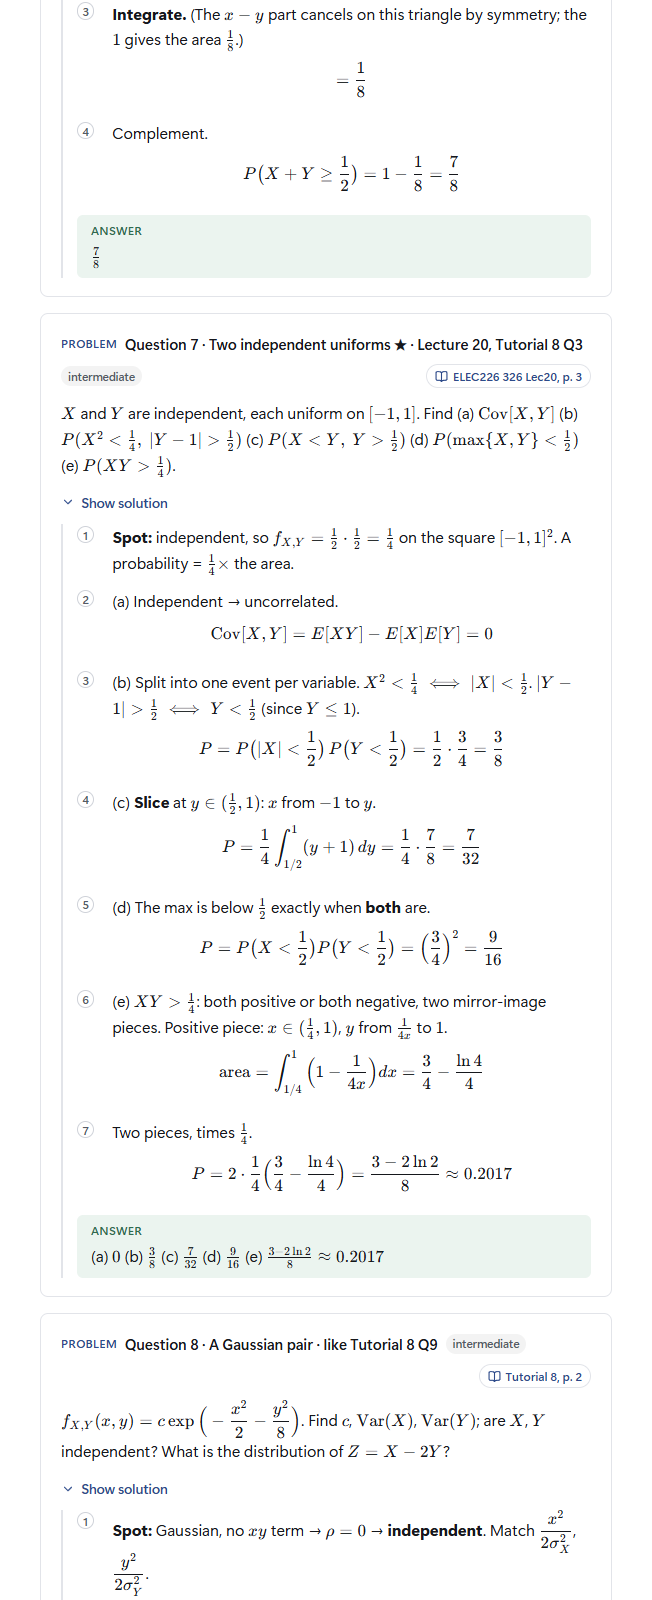 3 Integrate. (The x − y part cancels on this triangle by symmetry; the
1 gives the area 1/8.)
= 1/8
4 Complement.
P(X + Y ≥ 1/2) = 1 − 1/8 = 7/8
ANSWER
7/8
PROBLEM Question 7 · Two independent uniforms ★ · Lecture 20, Tutorial 8 Q3
intermediate ELEC226 326 Lec20, p. 3
X and Y are independent, each uniform on [−1, 1]. Find (a) Cov[X, Y] (b)
P(X² < 1/4, |Y − 1| > 1/2) (c) P(X < Y, Y > 1/2) (d) P(max{X, Y} < 1/2)
(e) P(XY > 1/4).
Show solution
1 Spot: independent, so f_{X,Y} = 1/2 · 1/2 = 1/4 on the square [−1, 1]². A
probability = 1/4 × the area.
2 (a) Independent → uncorrelated.
Cov[X, Y] = E[XY] − E[X]E[Y] = 0
3 (b) Split into one event per variable. X² < 1/4 ⟺ |X| < 1/2. |Y −
1| > 1/2 ⟺ Y < 1/2 (since Y ≤ 1).
P = P(|X| < 1/2) P(Y < 1/2) = 1/2 · 3/4 = 3/8
4 (c) Slice at y ∈ (1/2, 1): x from −1 to y.
P = 1/4 ∫_{1/2}^{1} (y + 1) dy = 1/4 · 7/8 = 7/32
5 (d) The max is below 1/2 exactly when both are.
P = P(X < 1/2)P(Y < 1/2) = (3/4)² = 9/16
6 (e) XY > 1/4: both positive or both negative, two mirror-image
pieces. Positive piece: x ∈ (1/4, 1), y from 1/4x to 1.
area = ∫_{1/4}^{1} (1 − 1/4x) dx = 3/4 − ln 4/4
7 Two pieces, times 1/4.
P = 2 · 1/4 (3/4 − ln 4/4) = 3 − 2 ln 2/8 ≈ 0.2017
ANSWER
(a) 0 (b) 3/8 (c) 7/32 (d) 9/16 (e) 3−2 ln 2/8 ≈ 0.2017
PROBLEM Question 8 · A Gaussian pair · like Tutorial 8 Q9 intermediate
Tutorial 8, p. 2
f_{X,Y}(x, y) = c exp(− x²/2 − y²/8). Find c, Var(X), Var(Y); are X, Y
independent? What is the distribution of Z = X − 2Y?
Show solution
1 Spot: Gaussian, no xy term → ρ = 0 → independent. Match x²/2σ_X²,
y²/2σ_Y².